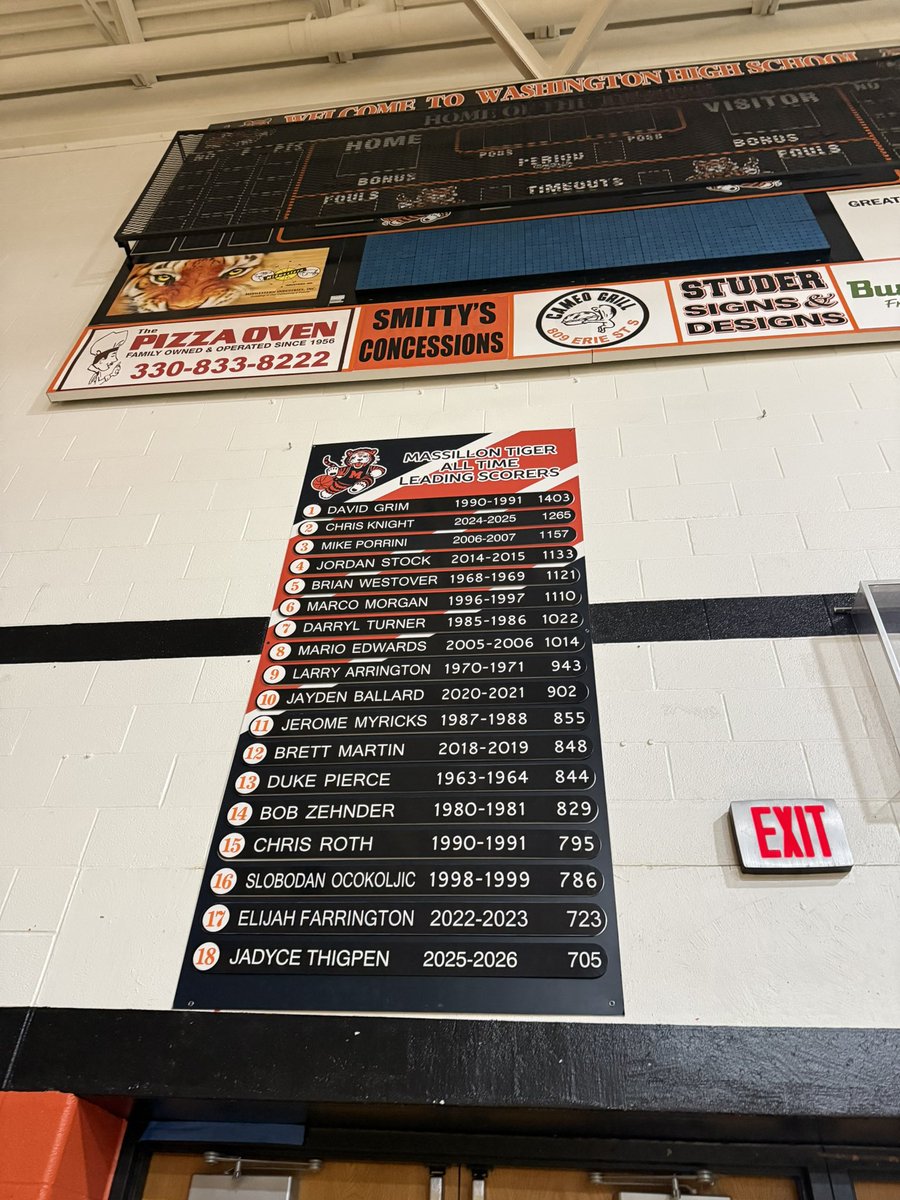 WELCOME TO WASHINGTON HIGH SCHOOL
HOME OF THE
HOME
VISITOR
POSS
PERIOD
POSS
BONUS
BONUS
FOULS
TIMEOUTS
FOULS
The
PIZZA OVEN
FAMILY OWNED & OPERATED SINCE 1956
330-833-8222
SMITTY'S
CONCESSIONS
CAMEO GRILL
809 ERIE ST S
STUDER
SIGNS &
DESIGNS
GREAT
MASSILLON TIGER
ALL TIME
LEADING SCORERS
1 DAVID GRIM 1990-1991 1403
2 CHRIS KNIGHT 2024-2025 1265
3 MIKE PORRINI 2006-2007 1157
4 JORDAN STOCK 2014-2015 1133
5 BRIAN WESTOVER 1968-1969 1121
6 MARCO MORGAN 1996-1997 1110
7 DARRYL TURNER 1985-1986 1022
8 MARIO EDWARDS 2005-2006 1014
9 LARRY ARRINGTON 1970-1971 943
10 JAYDEN BALLARD 2020-2021 902
11 JEROME MYRICKS 1987-1988 855
12 BRETT MARTIN 2018-2019 848
13 DUKE PIERCE 1963-1964 844
14 BOB ZEHNDER 1980-1981 829
15 CHRIS ROTH 1990-1991 795
16 SLOBODAN OCOKOLJIC 1998-1999 786
17 ELIJAH FARRINGTON 2022-2023 723
18 JADYCE THIGPEN 2025-2026 705
EXIT